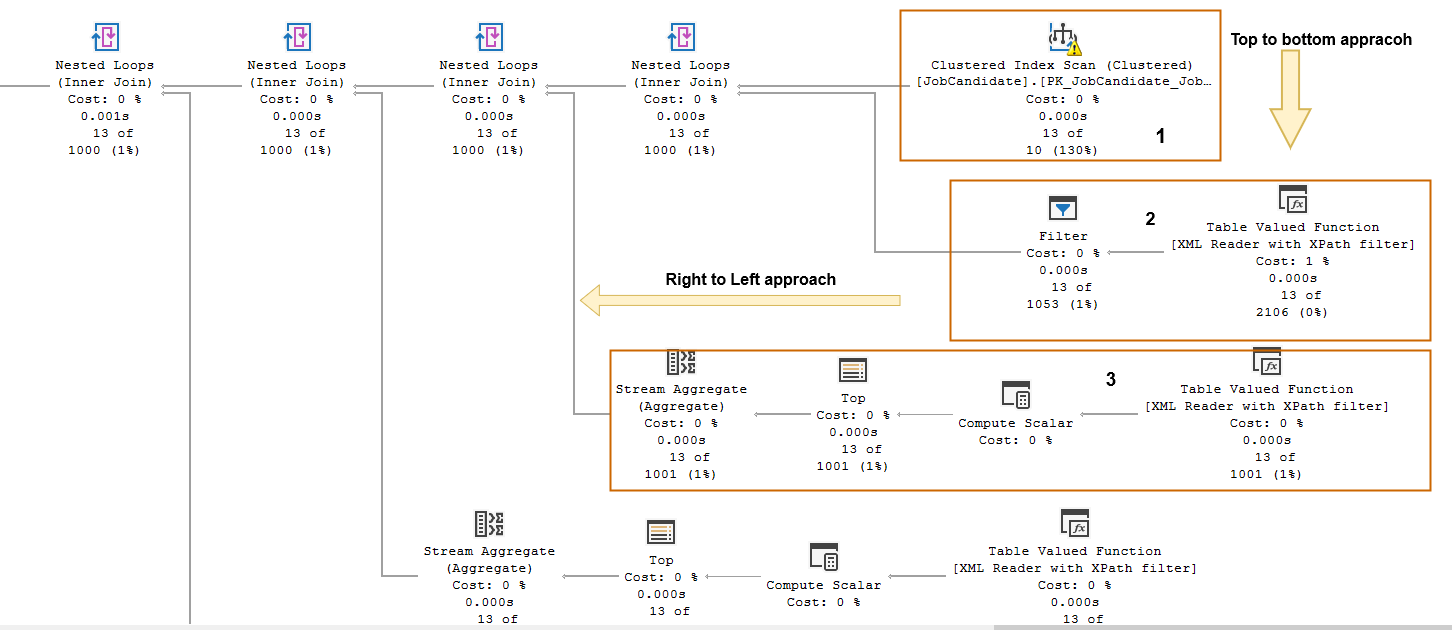 Nested Loops
(Inner Join)
Cost: 0 %
0.001s
13 of
1000 (1%)
Nested Loops
(Inner Join)
Cost: 0 %
0.000s
13 of
1000 (1%)
Nested Loops
(Inner Join)
Cost: 0 %
0.000s
13 of
1000 (1%)
Nested Loops
(Inner Join)
Cost: 0 %
0.000s
13 of
1000 (1%)
Clustered Index Scan (Clustered)
[JobCandidate].[PK_JobCandidate_Job…
Cost: 0 %
0.000s
13 of
10 (130%)
1
Top to bottom appracoh
Filter
Cost: 0 %
0.000s
13 of
1053 (1%)
2
fx
Table Valued Function
[XML Reader with XPath filter]
Cost: 1 %
0.000s
13 of
2106 (0%)
Right to Left approach
Stream Aggregate
(Aggregate)
Cost: 0 %
0.000s
13 of
1001 (1%)
Top
Cost: 0 %
0.000s
13 of
1001 (1%)
Compute Scalar
Cost: 0 %
3
fx
Table Valued Function
[XML Reader with XPath filter]
Cost: 0 %
0.000s
13 of
1001 (1%)
Stream Aggregate
(Aggregate)
Cost: 0 %
0.000s
13 of
Top
Cost: 0 %
0.000s
13 of
Compute Scalar
Cost: 0 %
fx
Table Valued Function
[XML Reader with XPath filter]
Cost: 0 %
0.000s
13 of